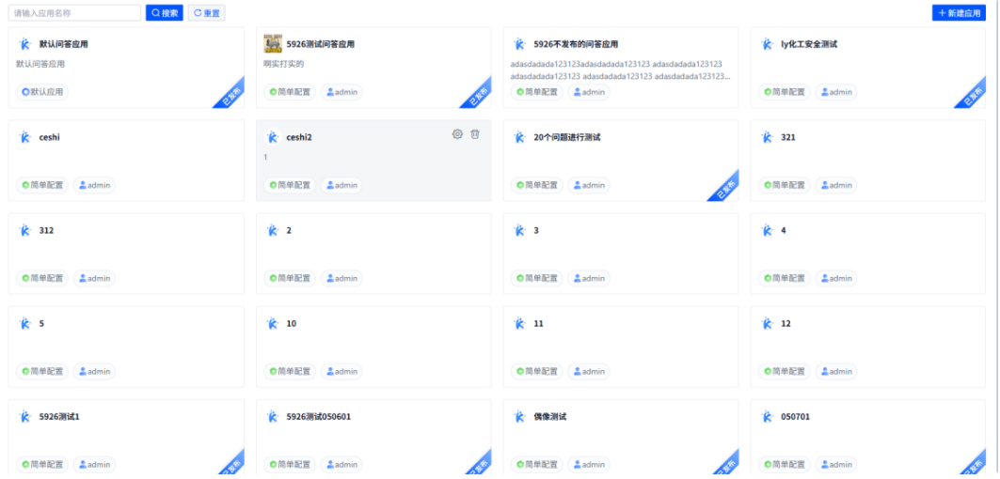 请输入应用名称
搜索
重置
新建应用
默认问答应用
默认问答应用
默认应用
已发布
5926测试问答应用
啊实打实的
简单配置
admin
已发布
5926不发布的问答应用
adasdadada123123adasdadada123123 adasdadada123123
adasdadada123123 adasdadada123123 adasdadada123123...
简单配置
admin
ly化工安全测试
简单配置
admin
已发布
ceshi
简单配置
admin
ceshi2
1
简单配置
admin
20个问题进行测试
简单配置
admin
已发布
321
简单配置
admin
312
简单配置
admin
2
简单配置
admin
3
简单配置
admin
4
简单配置
admin
5
简单配置
admin
10
简单配置
admin
11
简单配置
admin
12
简单配置
admin
5926测试1
简单配置
admin
已发布
5926测试050601
简单配置
admin
已发布
偶像测试
简单配置
admin
已发布
050701
简单配置
admin
已发布